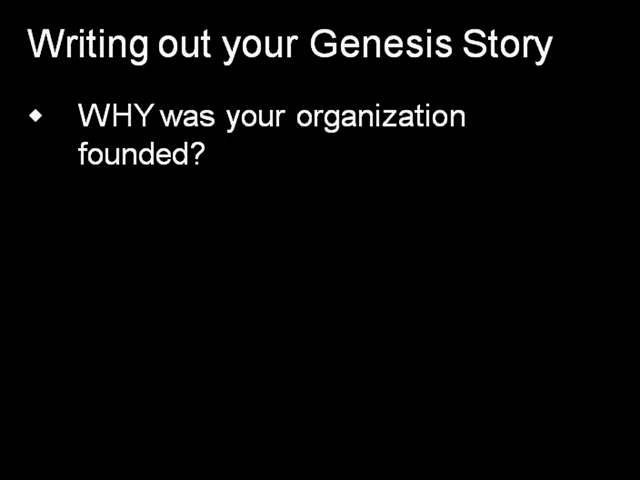 Writing out your Genesis Story
◆ WHY was your organization
founded?